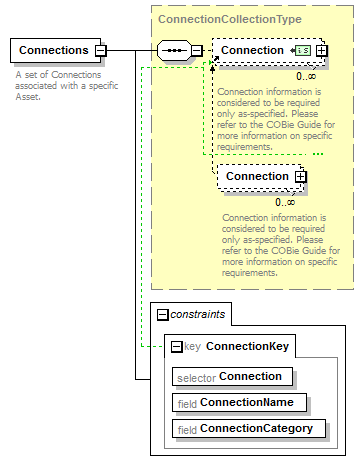 ConnectionCollectionType
Connections
A set of Connections
associated with a specific
Asset.
Connection
is
0..∞
Connection information is
considered to be required
only as-specified. Please
refer to the COBie Guide for
more information on specific
requirements.
Connection
0..∞
Connection information is
considered to be required
only as-specified. Please
refer to the COBie Guide for
more information on specific
requirements.
constraints
key ConnectionKey
selector Connection
field ConnectionName
field ConnectionCategory